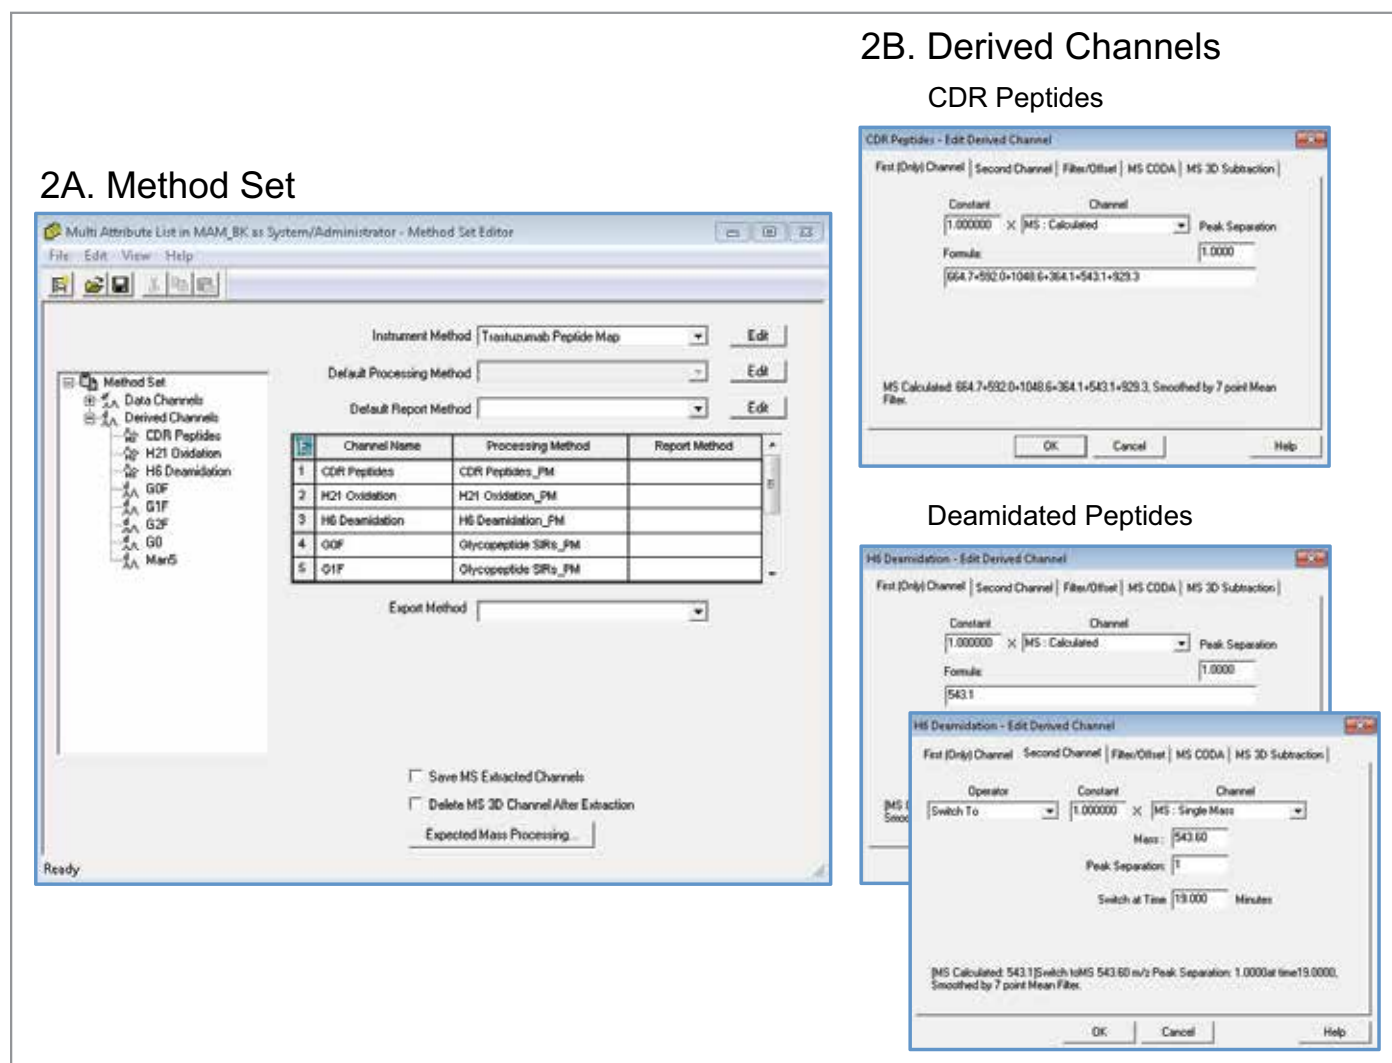 2B. Derived Channels
CDR Peptides
2A. Method Set
Multi Attribute List in MAM_BK as System/Administrator - Method Set Editor
File Edit View Help
Instrument Method Trastuzumab Peptide Map Edit
Default Processing Method Edit
Default Report Method Edit
Method Set
Data Channels
Derived Channels
CDR Peptides
H21 Oxidation
H6 Deamidation
G0F
G1F
G2F
G0
Man5
Channel Name Processing Method Report Method
1 CDR Peptides CDR Peptides_PM
2 H21 Oxidation H21 Oxidation_PM
3 H6 Deamidation H6 Deamidation_PM
4 G0F Glycopeptide SIRs_PM
5 G1F Glycopeptide SIRs_PM
Export Method
Save MS Extracted Channels
Delete MS 3D Channel After Extraction
Expected Mass Processing...
Ready
CDR Peptides - Edit Derived Channel
First (Only) Channel Second Channel Filter/Offset MS CODA MS 3D Subtraction
Constant Channel
1.000000 X MS : Calculated Peak Separation
Formula: 1.0000
664.7+592.0+1048.6+364.1+543.1+929.3
MS Calculated: 664.7+592.0+1048.6+364.1+543.1+929.3, Smoothed by 7 point Mean
Filter.
OK Cancel Help
Deamidated Peptides
H6 Deamidation - Edit Derived Channel
First (Only) Channel Second Channel Filter/Offset MS CODA MS 3D Subtraction
Constant Channel
1.000000 X MS : Calculated Peak Separation
Formula: 1.0000
543.1
H6 Deamidation - Edit Derived Channel
First (Only) Channel Second Channel Filter/Offset MS CODA MS 3D Subtraction
Operator Constant Channel
Switch To 1.000000 X MS : Single Mass
Mass : 543.60
Peak Separation: 1
Switch at Time 19.000 Minutes
[MS Calculated: 543.1]Switch toMS 543.60 m/z Peak Separation: 1.0000at time19.0000,
Smoothed by 7 point Mean Filter.
OK Cancel Help